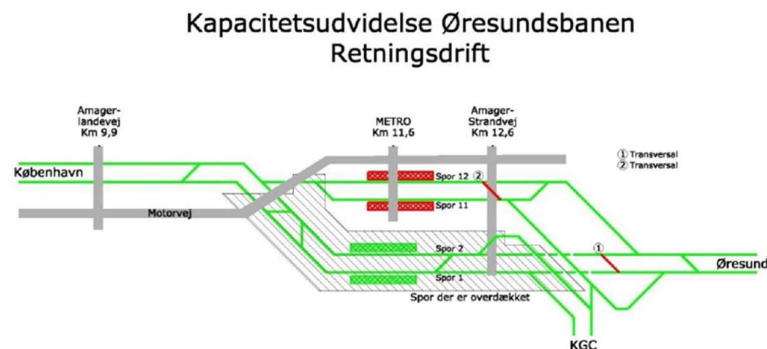 Kapacitetsudvidelse Øresundsbanen
Retningsdrift
Amager-
landevej
Km 9,9
METRO
Km 11,6
Amager-
Strandvej
Km 12,6
① Transversal
② Transversal
København
Spor 12
②
Spor 11
Motorvej
Spor 2
①
Spor 1
Øresund
Spor der er overdækket
KGC